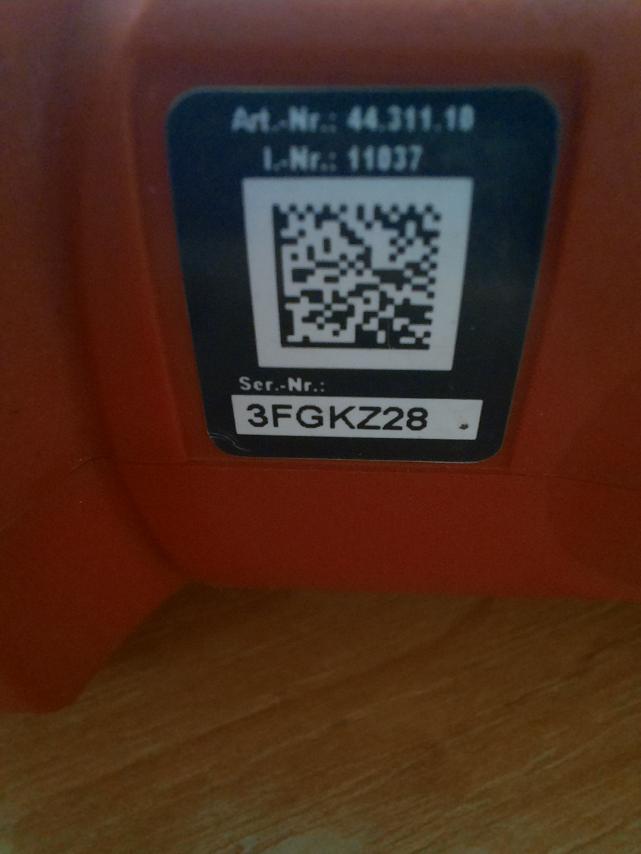 Art.-Nr.: 44.311.10
I.-Nr.: 11037
Ser.-Nr.:
3FGKZ28